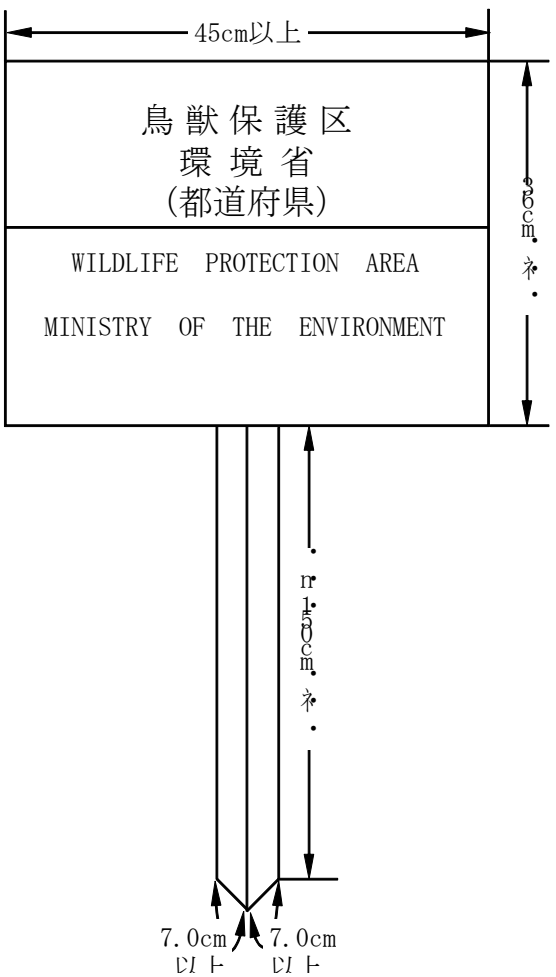 45cm以上
鳥獣保護区
環境省
(都道府県)
WILDLIFE PROTECTION AREA
MINISTRY OF THE ENVIRONMENT
36cm
7.0cm
以上
7.0cm
以上